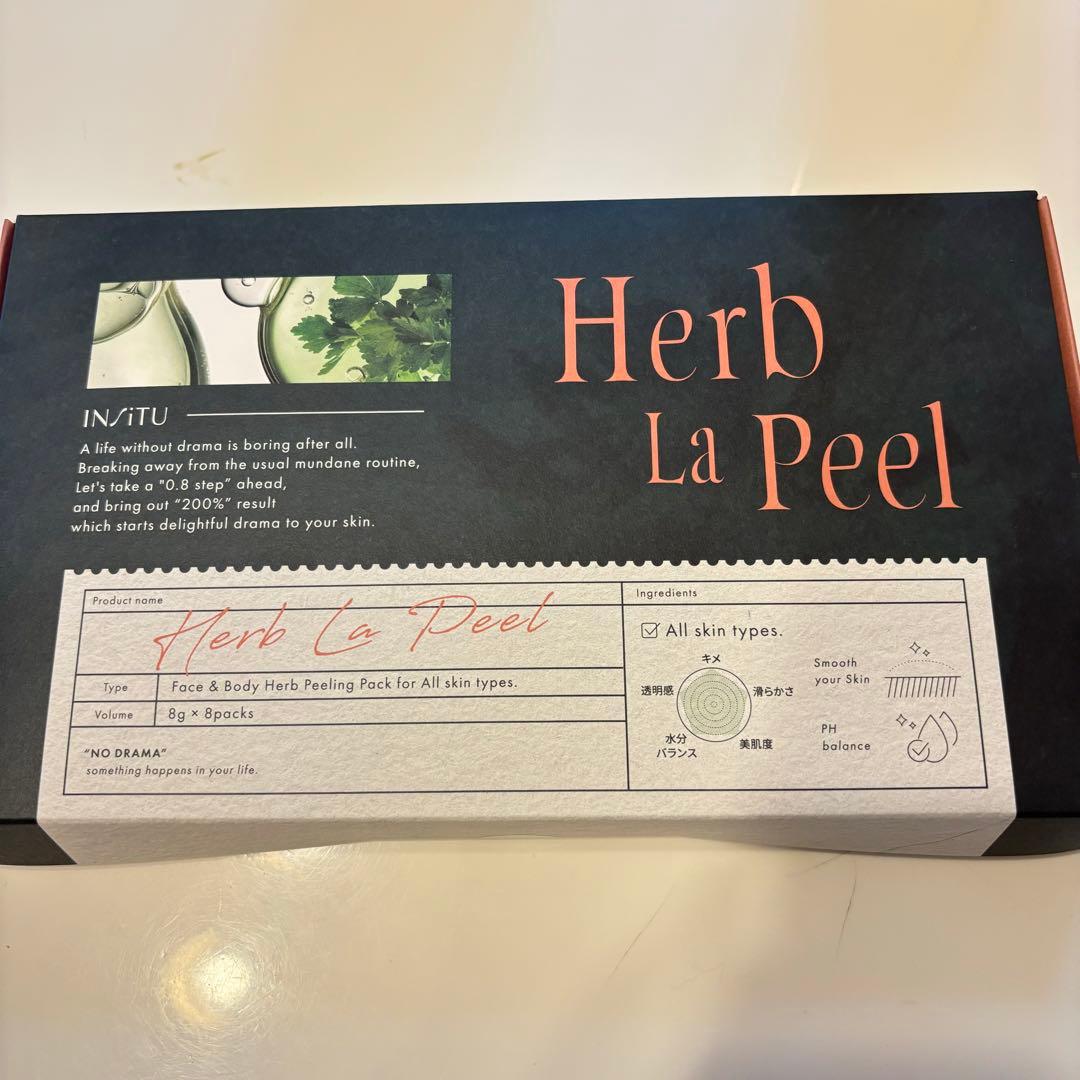 Herb
La Peel
INSiTU
A life without drama is boring after all.
Breaking away from the usual mundane routine,
Let's take a "0.8 step" ahead,
and bring out "200%" result
which starts delightful drama to your skin.
Product name
Herb La Peel
Type
Face & Body Herb Peeling Pack for All skin types.
Volume
8g × 8packs
"NO DRAMA"
something happens in your life.
Ingredients
All skin types.
キメ
透明感
滑らかさ
水分
バランス
美肌度
Smooth
your Skin
PH
balance